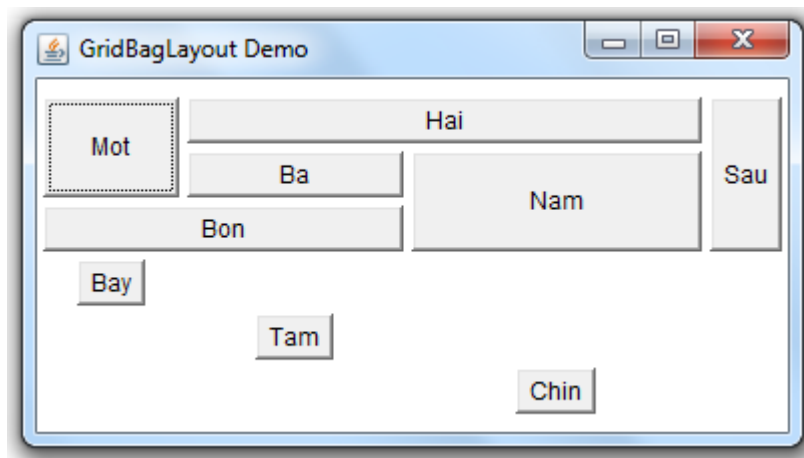 GridBagLayout Demo
Mot
Hai
Sau
Ba
Nam
Bon
Bay
Tam
Chin